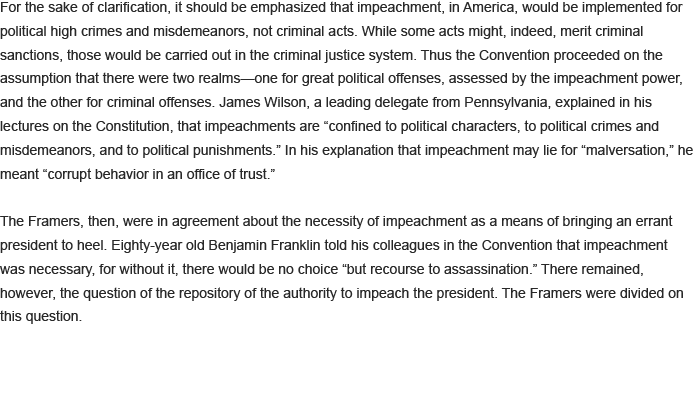 For the sake of clarification, it should be emphasized that impeachment, in America, would be implemented for
political high crimes and misdemeanors, not criminal acts. While some acts might, indeed, merit criminal
sanctions, those would be carried out in the criminal justice system. Thus the Convention proceeded on the
assumption that there were two realms—one for great political offenses, assessed by the impeachment power,
and the other for criminal offenses. James Wilson, a leading delegate from Pennsylvania, explained in his
lectures on the Constitution, that impeachments are “confined to political characters, to political crimes and
misdemeanors, and to political punishments.” In his explanation that impeachment may lie for “malversation,” he
meant “corrupt behavior in an office of trust.”
The Framers, then, were in agreement about the necessity of impeachment as a means of bringing an errant
president to heel. Eighty-year old Benjamin Franklin told his colleagues in the Convention that impeachment
was necessary, for without it, there would be no choice “but recourse to assassination.” There remained,
however, the question of the repository of the authority to impeach the president. The Framers were divided on
this question.